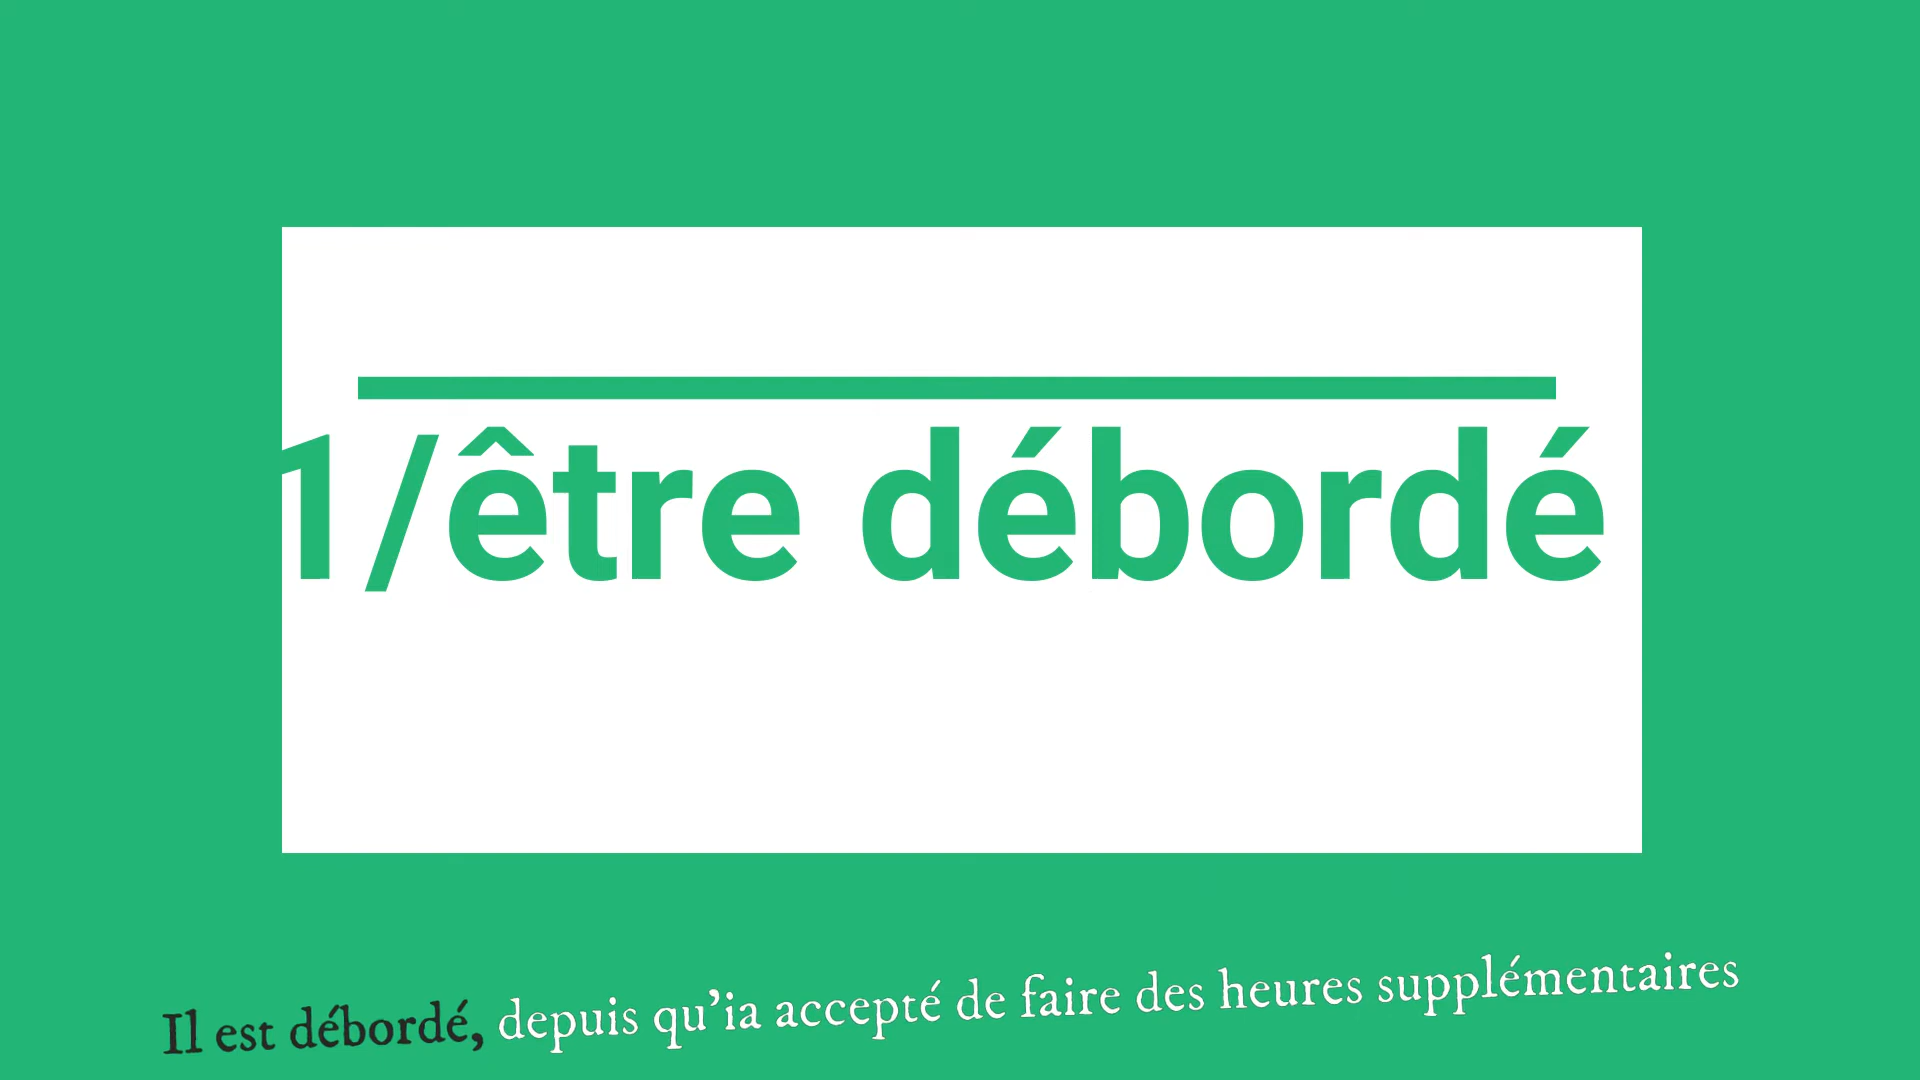 1/être débordé
Il est débordé, depuis qu’ia accepté de faire des heures supplémentaires